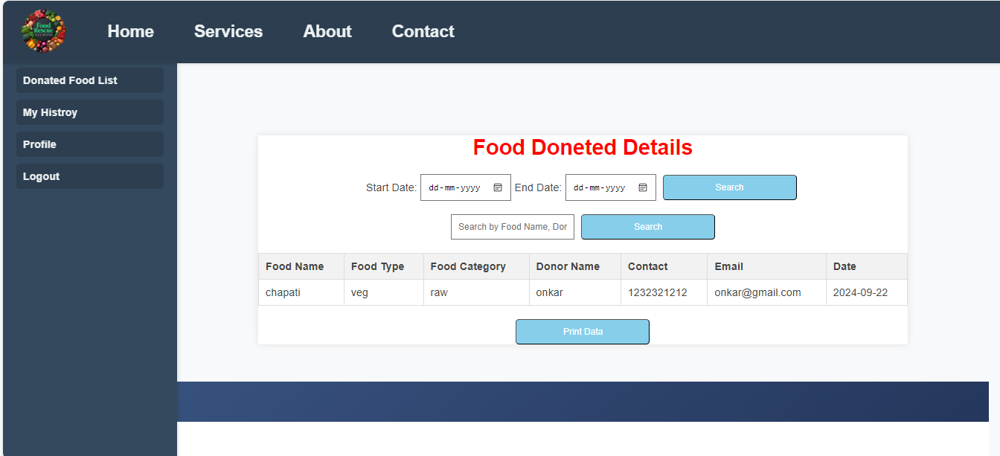 Food
Rescue
NETWORK
Home Services About Contact
Donated Food List
My Histroy
Profile
Logout
Food Doneted Details
Start Date: dd-mm-yyyy End Date: dd-mm-yyyy Search
Search by Food Name, Dor Search
Food Name Food Type Food Category Donor Name Contact Email Date
chapati veg raw onkar 1232321212 onkar@gmail.com 2024-09-22
Print Data